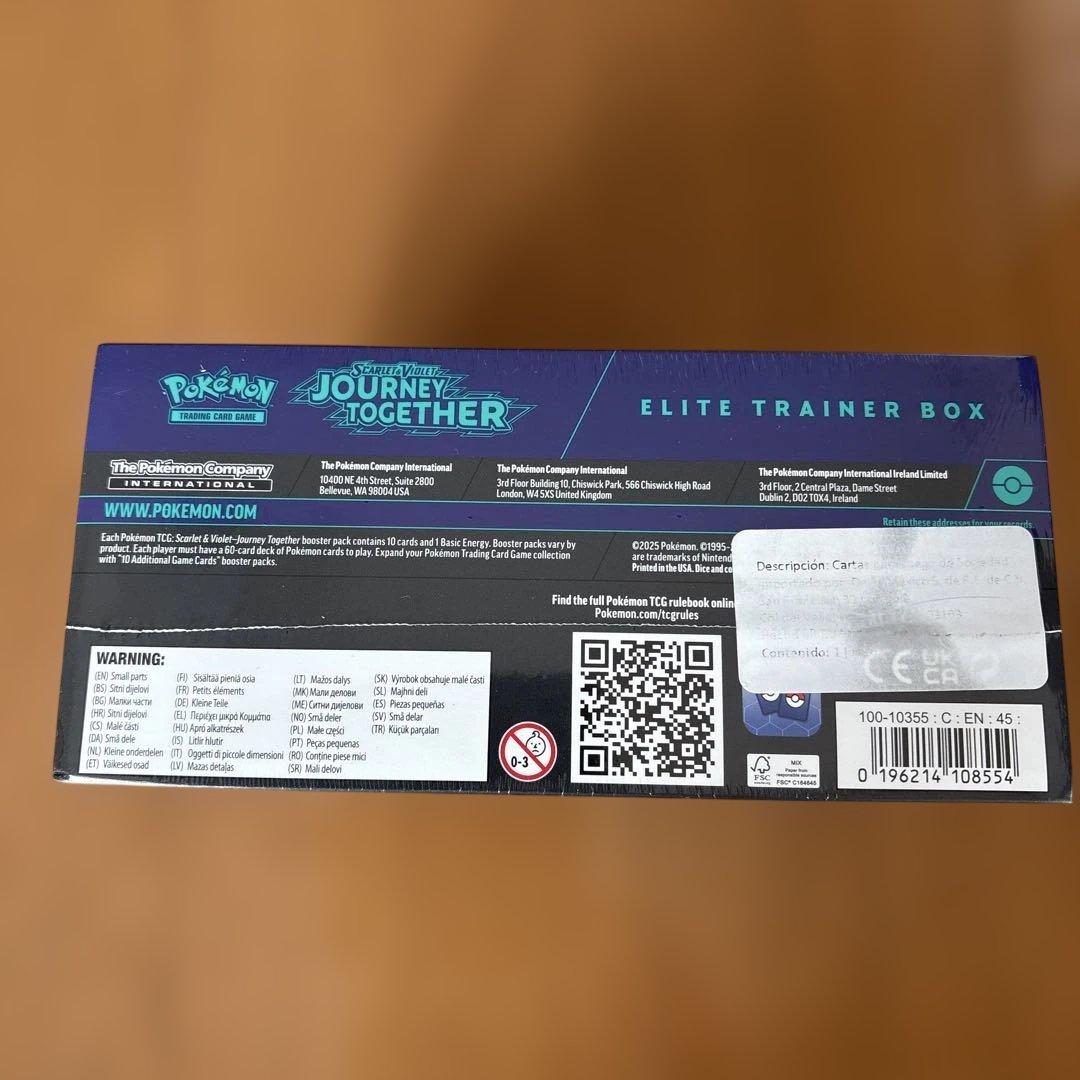 POKéMON
TRADING CARD GAME
SCARLET & VIOLET
JOURNEY
TOGETHER
ELITE TRAINER BOX
The Pokémon Company
INTERNATIONAL
The Pokémon Company International
10400 NE 4th Street, Suite 2800
Bellevue, WA 98004 USA
The Pokémon Company International
3rd Floor Building 10, Chiswick Park, 566 Chiswick High Road
London, W4 5XS United Kingdom
The Pokémon Company International Ireland Limited
3rd Floor, 2 Central Plaza, Dame Street
Dublin 2, D02 T0X4, Ireland
WWW.POKEMON.COM
Retain these addresses for your records.
Each Pokémon TCG: Scarlet & Violet—Journey Together booster pack contains 10 cards and 1 Basic Energy. Booster packs vary by
product. Each player must have a 60-card deck of Pokémon cards to play. Expand your Pokémon Trading Card Game collection
with "10 Additional Game Cards" booster packs.
©2025 Pokémon. ©1995-
are trademarks of Nintend
Printed in the USA. Dice and co
Find the full Pokémon TCG rulebook online
Pokemon.com/tcgrules
Descripción: Cartas
Contenido: 1
CE UK
CA
WARNING:
(EN) Small parts
(BS) Sitni dijelovi
(BG) Малки части
(HR) Sitni dijelovi
(CS) Malé části
(DA) Små dele
(NL) Kleine onderdelen
(ET) Väikesed osad
(FI) Sisältää pieniä osia
(FR) Petits éléments
(DE) Kleine Teile
(EL) Περιέχει μικρά Κομμάτια
(HU) Apró alkatrészek
(IS) Litlir hlutir
(IT) Oggetti di piccole dimensioni
(LV) Mazas detaļas
(LT) Mažos dalys
(MK) Мали делови
(ME) Ситни дијелови
(NO) Små deler
(PL) Małe części
(PT) Peças pequenas
(RO) Conține piese mici
(SR) Mali delovi
(SK) Výrobok obsahuje malé časti
(SL) Majhni deli
(ES) Piezas pequeñas
(SV) Små delar
(TR) Küçük parçaları
0-3
FSC
MIX
Paper from
responsible sources
FSC® C164645
100-10355 : C : EN : 45 :
0 196214 108554